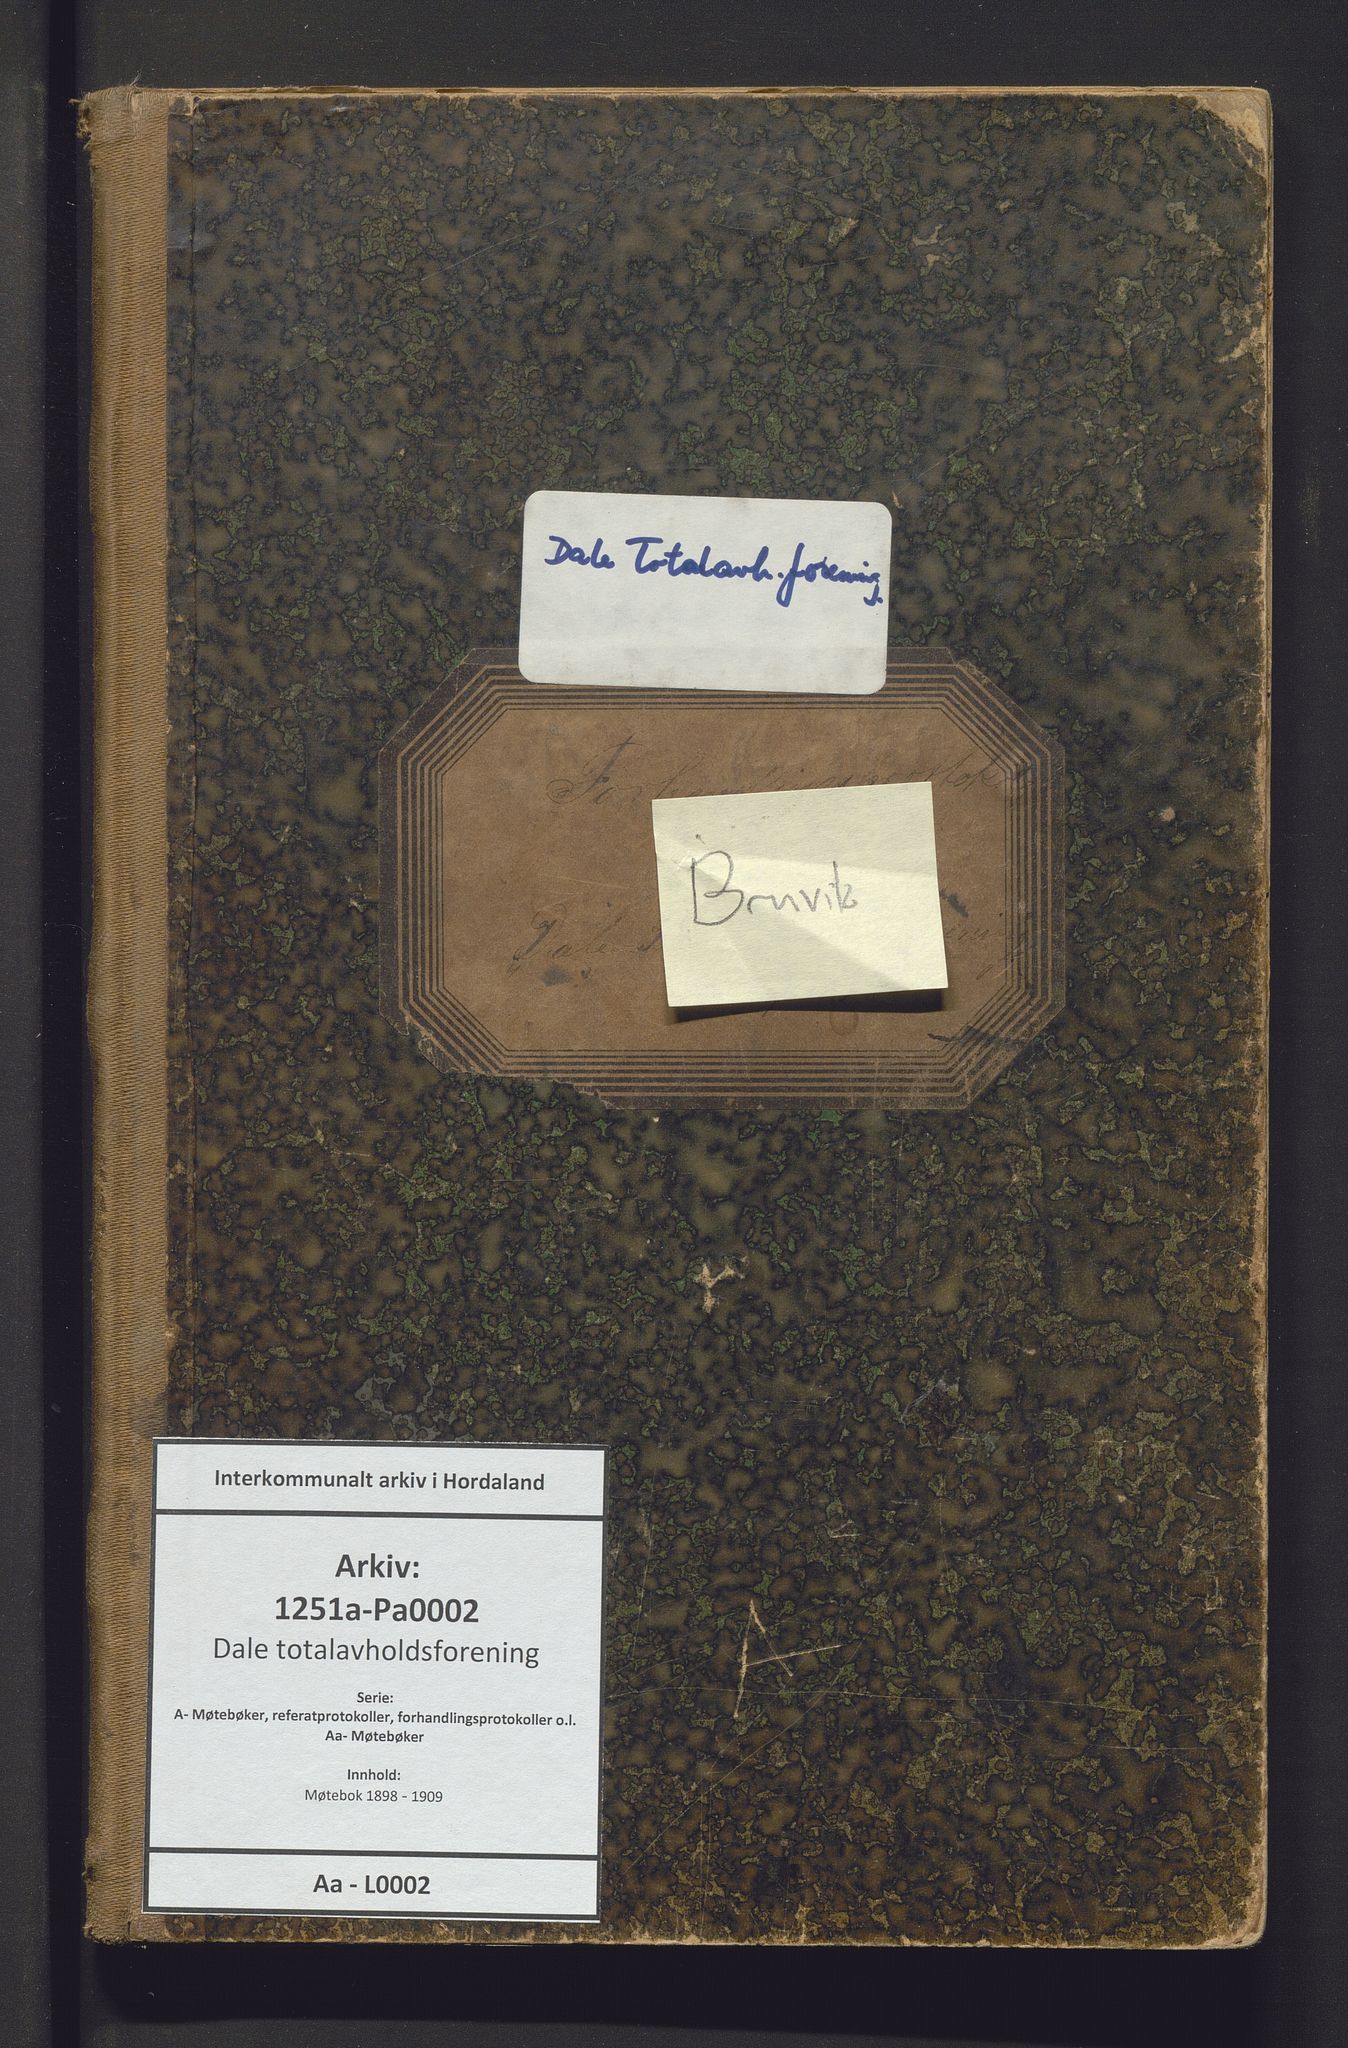 Dale Totalavh. forening.
Bruvik
Dale
Interkommunalt arkiv i Hordaland
Arkiv:
1251a-Pa0002
Dale totalavholdsforening
Serie:
A- Møtebøker, referatprotokoller, forhandlingsprotokoller o.l.
Aa- Møtebøker
Innhold:
Møtebok 1898 - 1909
Aa - L0002